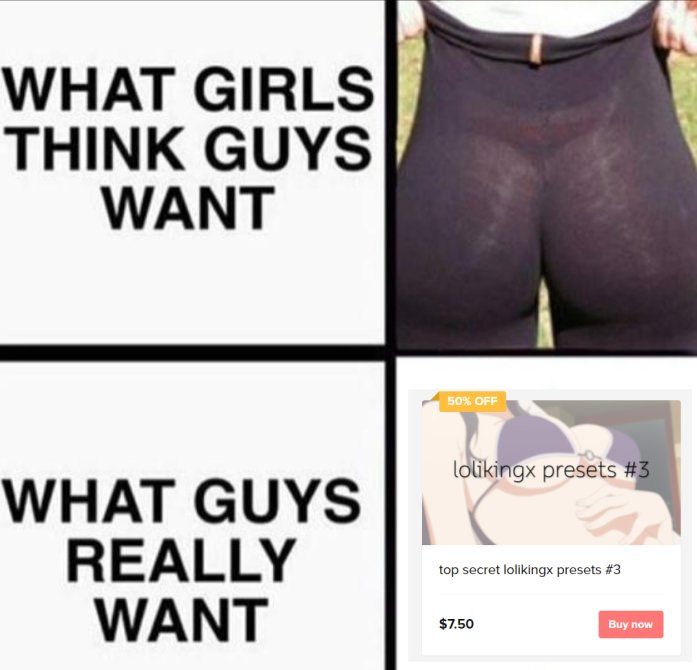 WHAT GIRLS
THINK GUYS
WANT
WHAT GUYS
REALLY
WANT
50% OFF
lolikingx presets #3
top secret lolikingx presets #3
$7.50
Buy now